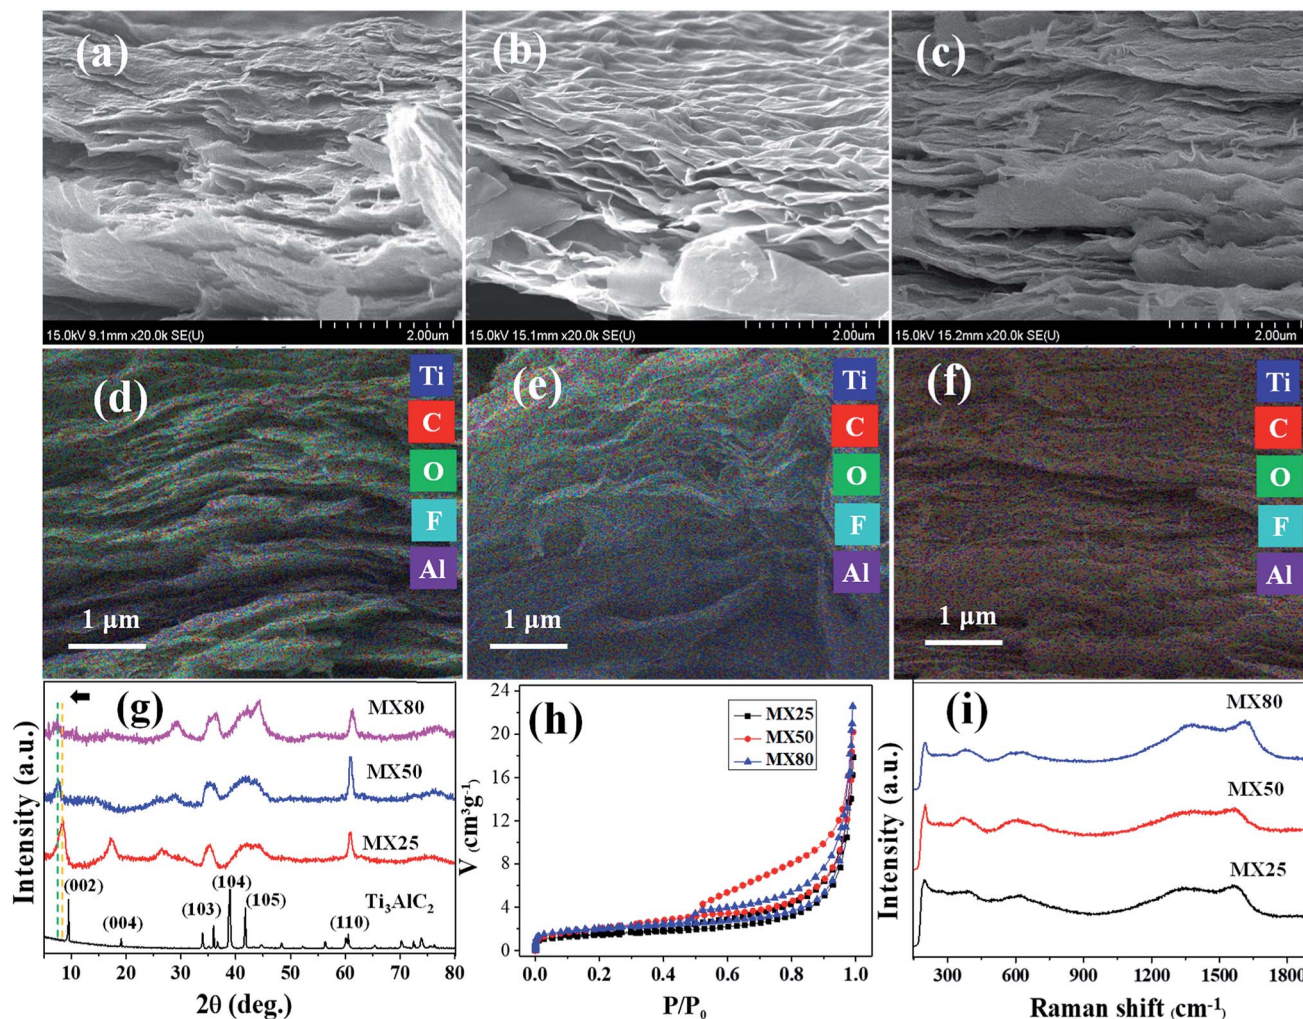 (a)
(b)
(c)
15.0kV 9.1mm x20.0k SE(U)
2.00um
15.0kV 15.1mm x20.0k SE(U)
2.00um
15.0kV 15.2mm x20.0k SE(U)
2.00um
(d)
Ti
C
O
F
Al
1 µm
(e)
Ti
C
O
F
Al
1 µm
(f)
Ti
C
O
F
Al
1 µm
(g)
MX80
MX50
MX25
Ti₃AlC₂
(002)
(004)
(103)
(104)
(105)
(110)
Intensity (a.u.)
10 20 30 40 50 60 70 80
2θ (deg.)
(h)
MX25
MX50
MX80
24
20
16
12
8
4
0
V (cm³g⁻¹)
0.0 0.2 0.4 0.6 0.8 1.0
P/P₀
(i)
MX80
MX50
MX25
Intensity (a.u.)
300 600 900 1200 1500 1800
Raman shift (cm⁻¹)